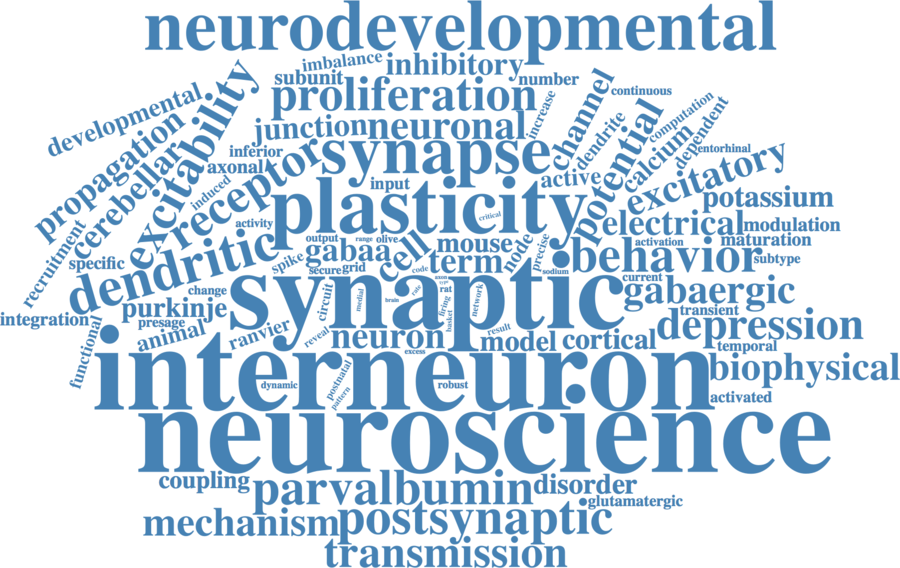 neurodevelopmental
imbalance
inhibitory
subunit
number
continuous
proliferation
channel
increase
developmental
excitability
junction
neuronal
dendrite
computation
propagation
inferior
synapse
potential
calcium
dependent
entorhinal
cerebellar
axonal
receptor
active
excitatory
induced
input
plasticity
potassium
activity
critical
electrical
modulation
recruitment
specific
dendritic
output
range
olive
mouse
node
precise
behavior
activation
maturation
gabaa
cell
term
subtype
spike
secure
grid
code
axon
type
sodium
current
change
synaptic
rate
rat
gabaergic
integration
purkinje
circuit
medial
brain
firing
network
transient
presage
basket
depression
functional
animal
ranvier
reveal
neuron
result
model
cortical
temporal
excess
interneuron
biophysical
dynamic
postnatal
pattern
robust
activated
neuroscience
coupling
parvalbumin
disorder
glutamatergic
mechanism
postsynaptic
transmission